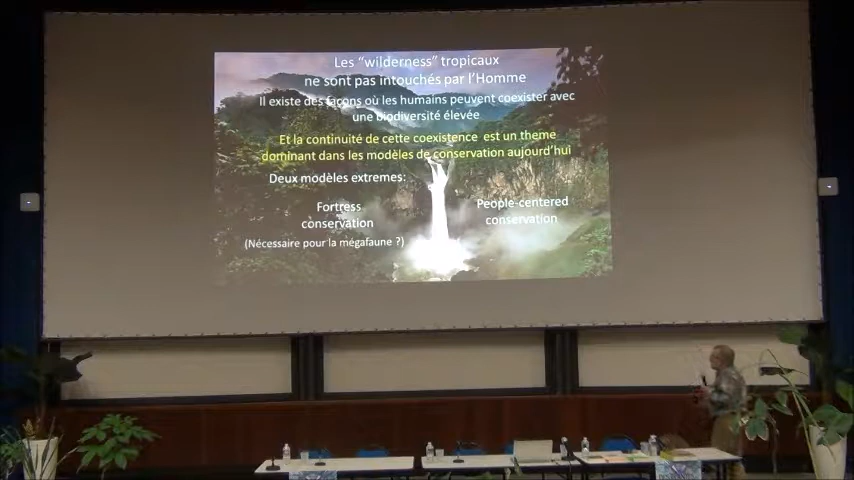 Les "wilderness" tropicaux
ne sont pas intouchés par l'Homme
Il existe des façons où les humains peuvent coexister avec
une biodiversité élevée
Et la continuité de cette coexistence est un theme
dominant dans les modèles de conservation aujourd'hui
Deux modèles extremes:
Fortress
conservation
(Nécessaire pour la mégafaune ?)
People-centered
conservation